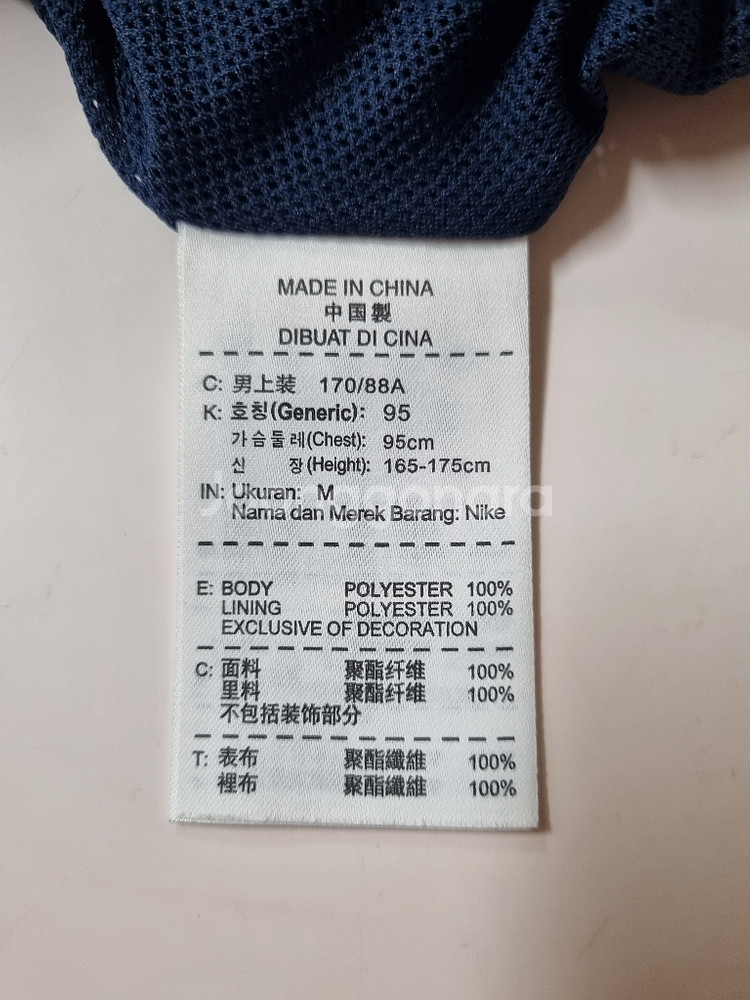 MADE IN CHINA
中国製
DIBUAT DI CINA
C: 男上装 170/88A
K: 호칭(Generic): 95
가슴둘레(Chest): 95cm
신 장(Height): 165-175cm
IN: Ukuran: M
Nama dan Merek Barang: Nike
E: BODY POLYESTER 100%
LINING POLYESTER 100%
EXCLUSIVE OF DECORATION
C: 面料 聚酯纤维 100%
里料 聚酯纤维 100%
不包括装饰部分
T: 表布 聚酯纖維 100%
裡布 聚酯纖維 100%